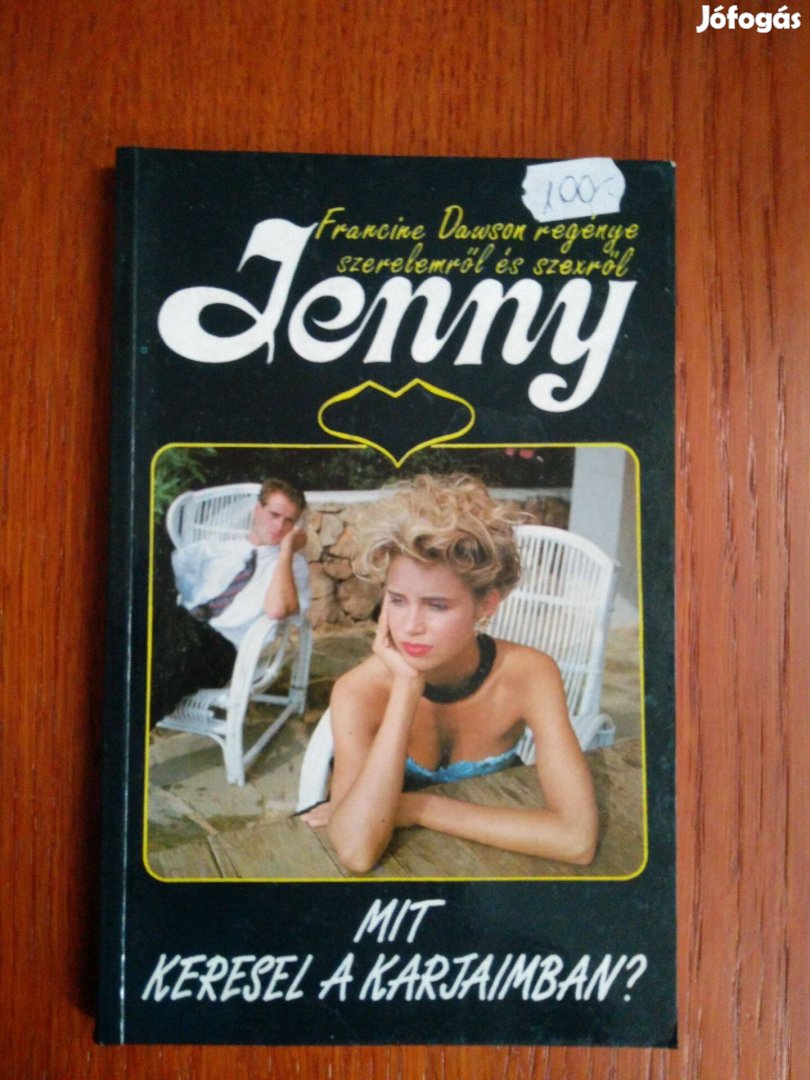 Jófogás
100.-
Francine Dawson regénye
szerelemről és szexről
Jenny
MIT
KERESEL A KARJAIMBAN?